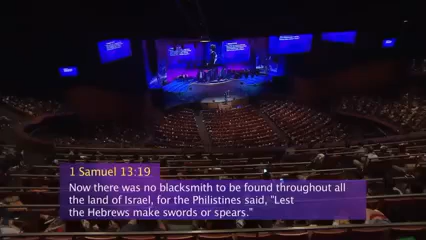 1 Samuel 13:19
Now there was no blacksmith to be found throughout all
the land of Israel, for the Philistines said, "Lest
the Hebrews make swords or spears."